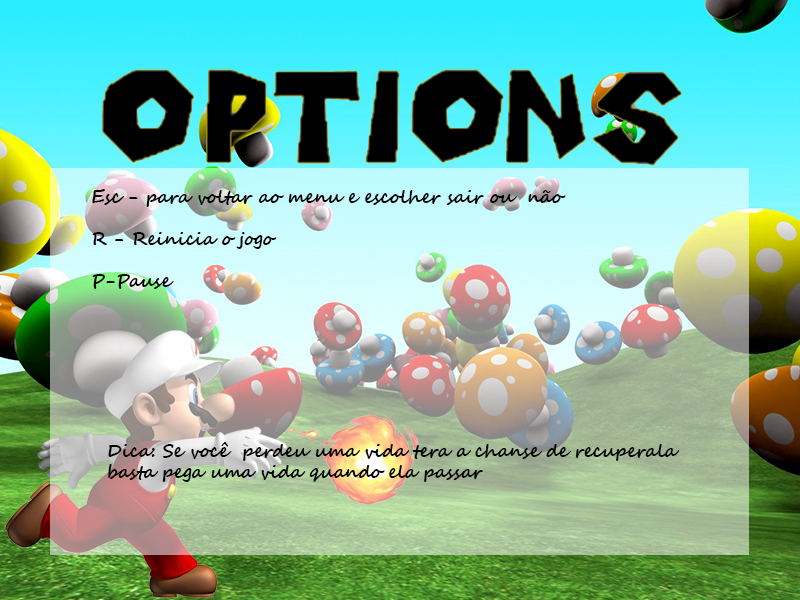 OPTIONS
Esc - para voltar ao menu e escolher sair ou não
R - Reinicia o jogo
P-Pause
Dica: Se você perdeu uma vida tera a chanse de recuperala
basta pega uma vida quando ela passar